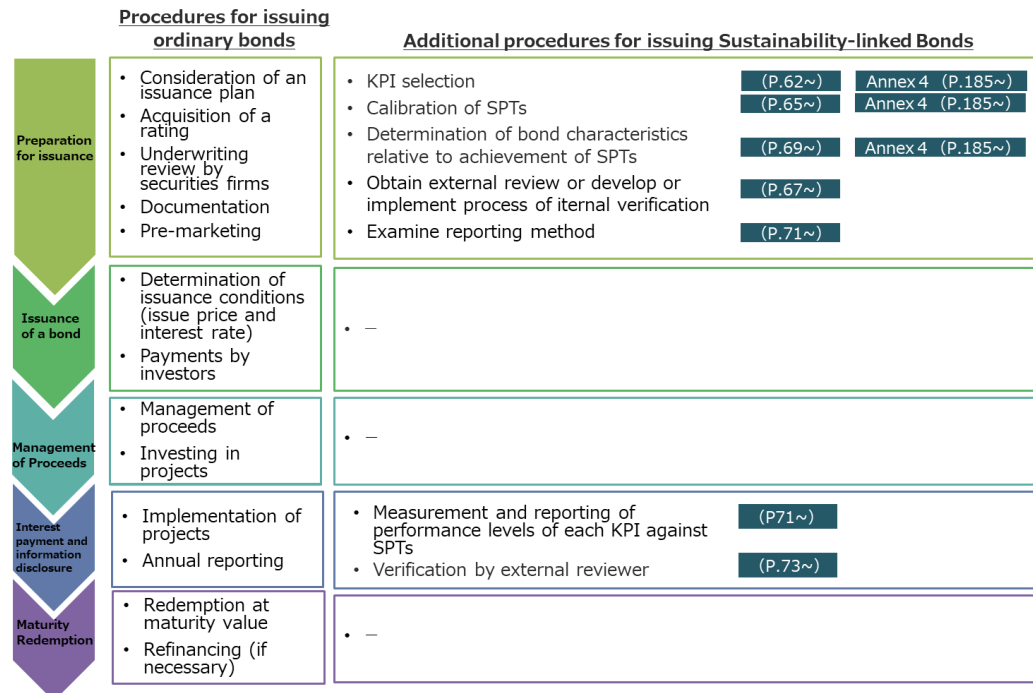 Procedures for issuing
ordinary bonds
Additional procedures for issuing Sustainability-linked Bonds
Preparation
for issuance
• Consideration of an
issuance plan
• Acquisition of a
rating
• Underwriting
review by
securities firms
• Documentation
• Pre-marketing
• KPI selection
(P.62~)
Annex 4 (P.185~)
• Calibration of SPTs
(P.65~)
Annex 4 (P.185~)
• Determination of bond characteristics
relative to achievement of SPTs
(P.69~)
Annex 4 (P.185~)
• Obtain external review or develop or
implement process of iternal verification
(P.67~)
• Examine reporting method
(P.71~)
Issuance
of a bond
• Determination of
issuance conditions
(issue price and
interest rate)
• Payments by
investors
• —
Management
of Proceeds
• Management of
proceeds
• Investing in
projects
• —
Interest
payment and
information
disclosure
• Implementation of
projects
• Annual reporting
• Measurement and reporting of
performance levels of each KPI against
SPTs
(P71~)
• Verification by external reviewer
(P.73~)
Maturity
Redemption
• Redemption at
maturity value
• Refinancing (if
necessary)
• —